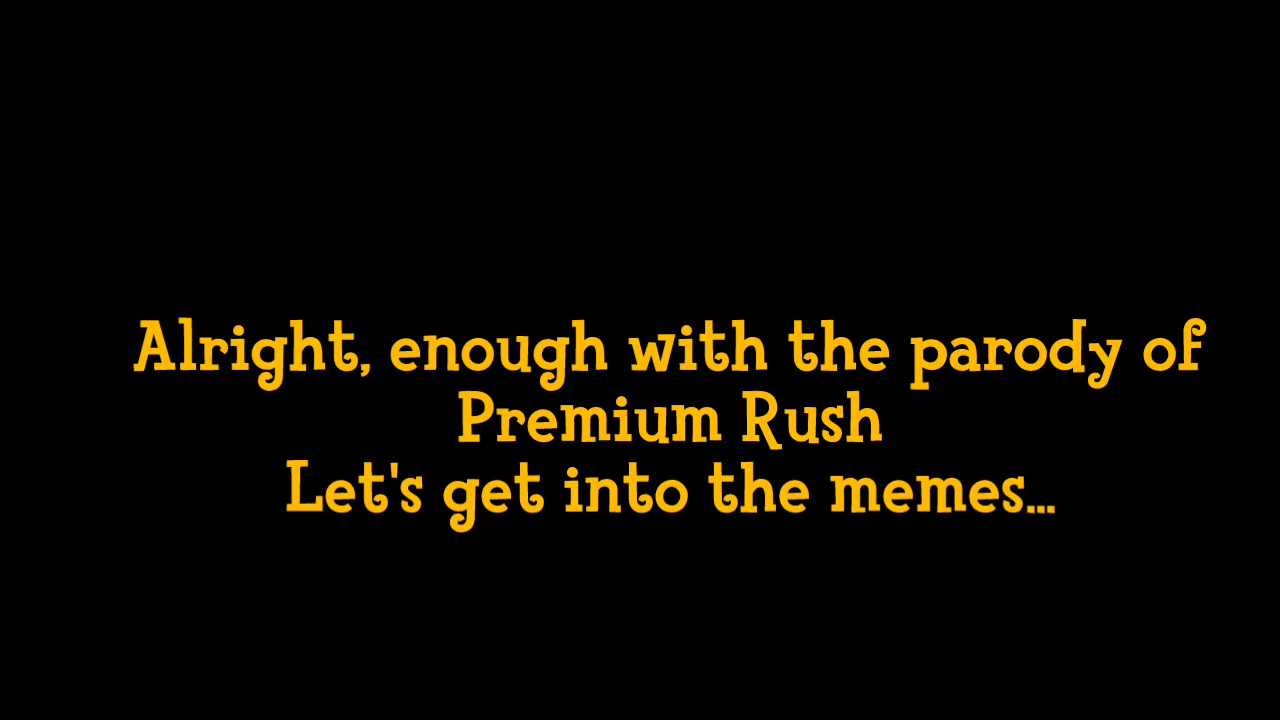 Alright, enough with the parody of
Premium Rush
Let's get into the memes...